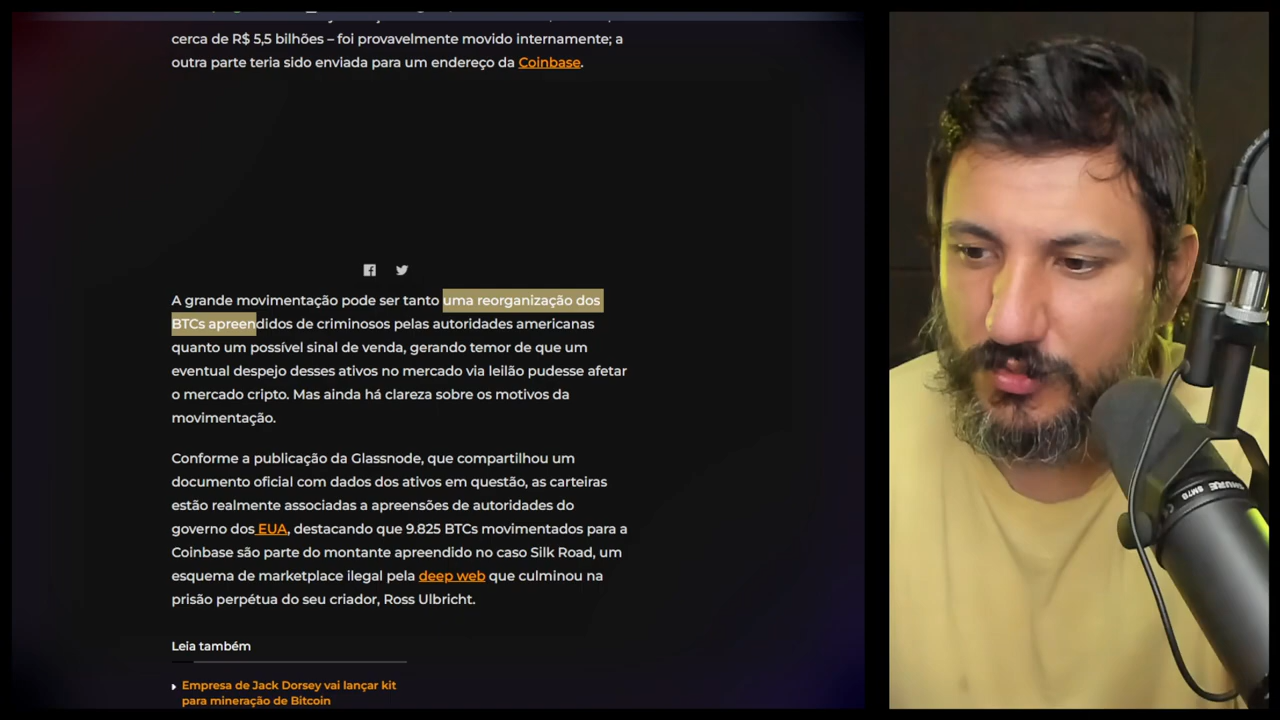 cerca de R$ 5,5 bilhões – foi provavelmente movido internamente; a
outra parte teria sido enviada para um endereço da Coinbase.
A grande movimentação pode ser tanto uma reorganização dos
BTCs apreendidos de criminosos pelas autoridades americanas
quanto um possível sinal de venda, gerando temor de que um
eventual despejo desses ativos no mercado via leilão pudesse afetar
o mercado cripto. Mas ainda há clareza sobre os motivos da
movimentação.
Conforme a publicação da Glassnode, que compartilhou um
documento oficial com dados dos ativos em questão, as carteiras
estão realmente associadas a apreensões de autoridades do
governo dos EUA, destacando que 9.825 BTCs movimentados para a
Coinbase são parte do montante apreendido no caso Silk Road, um
esquema de marketplace ilegal pela deep web que culminou na
prisão perpétua do seu criador, Ross Ulbricht.
Leia também
Empresa de Jack Dorsey vai lançar kit
para mineração de Bitcoin
SHURE
SM7B